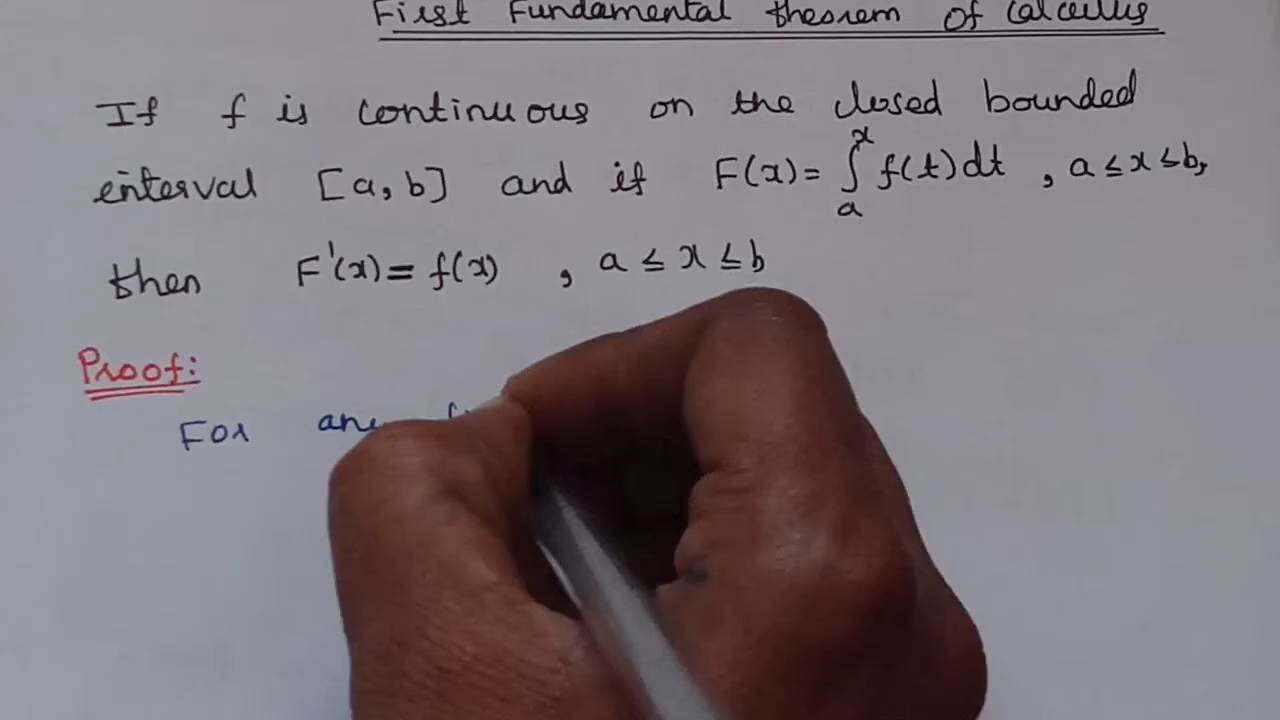 First Fundamental theorem of Calculus
If f is continuous on the closed bounded
interval [a, b] and if F(x) = ∫ₐˣ f(t) dt , a ≤ x ≤ b,
then F'(x) = f(x) , a ≤ x ≤ b
Proof:
For any